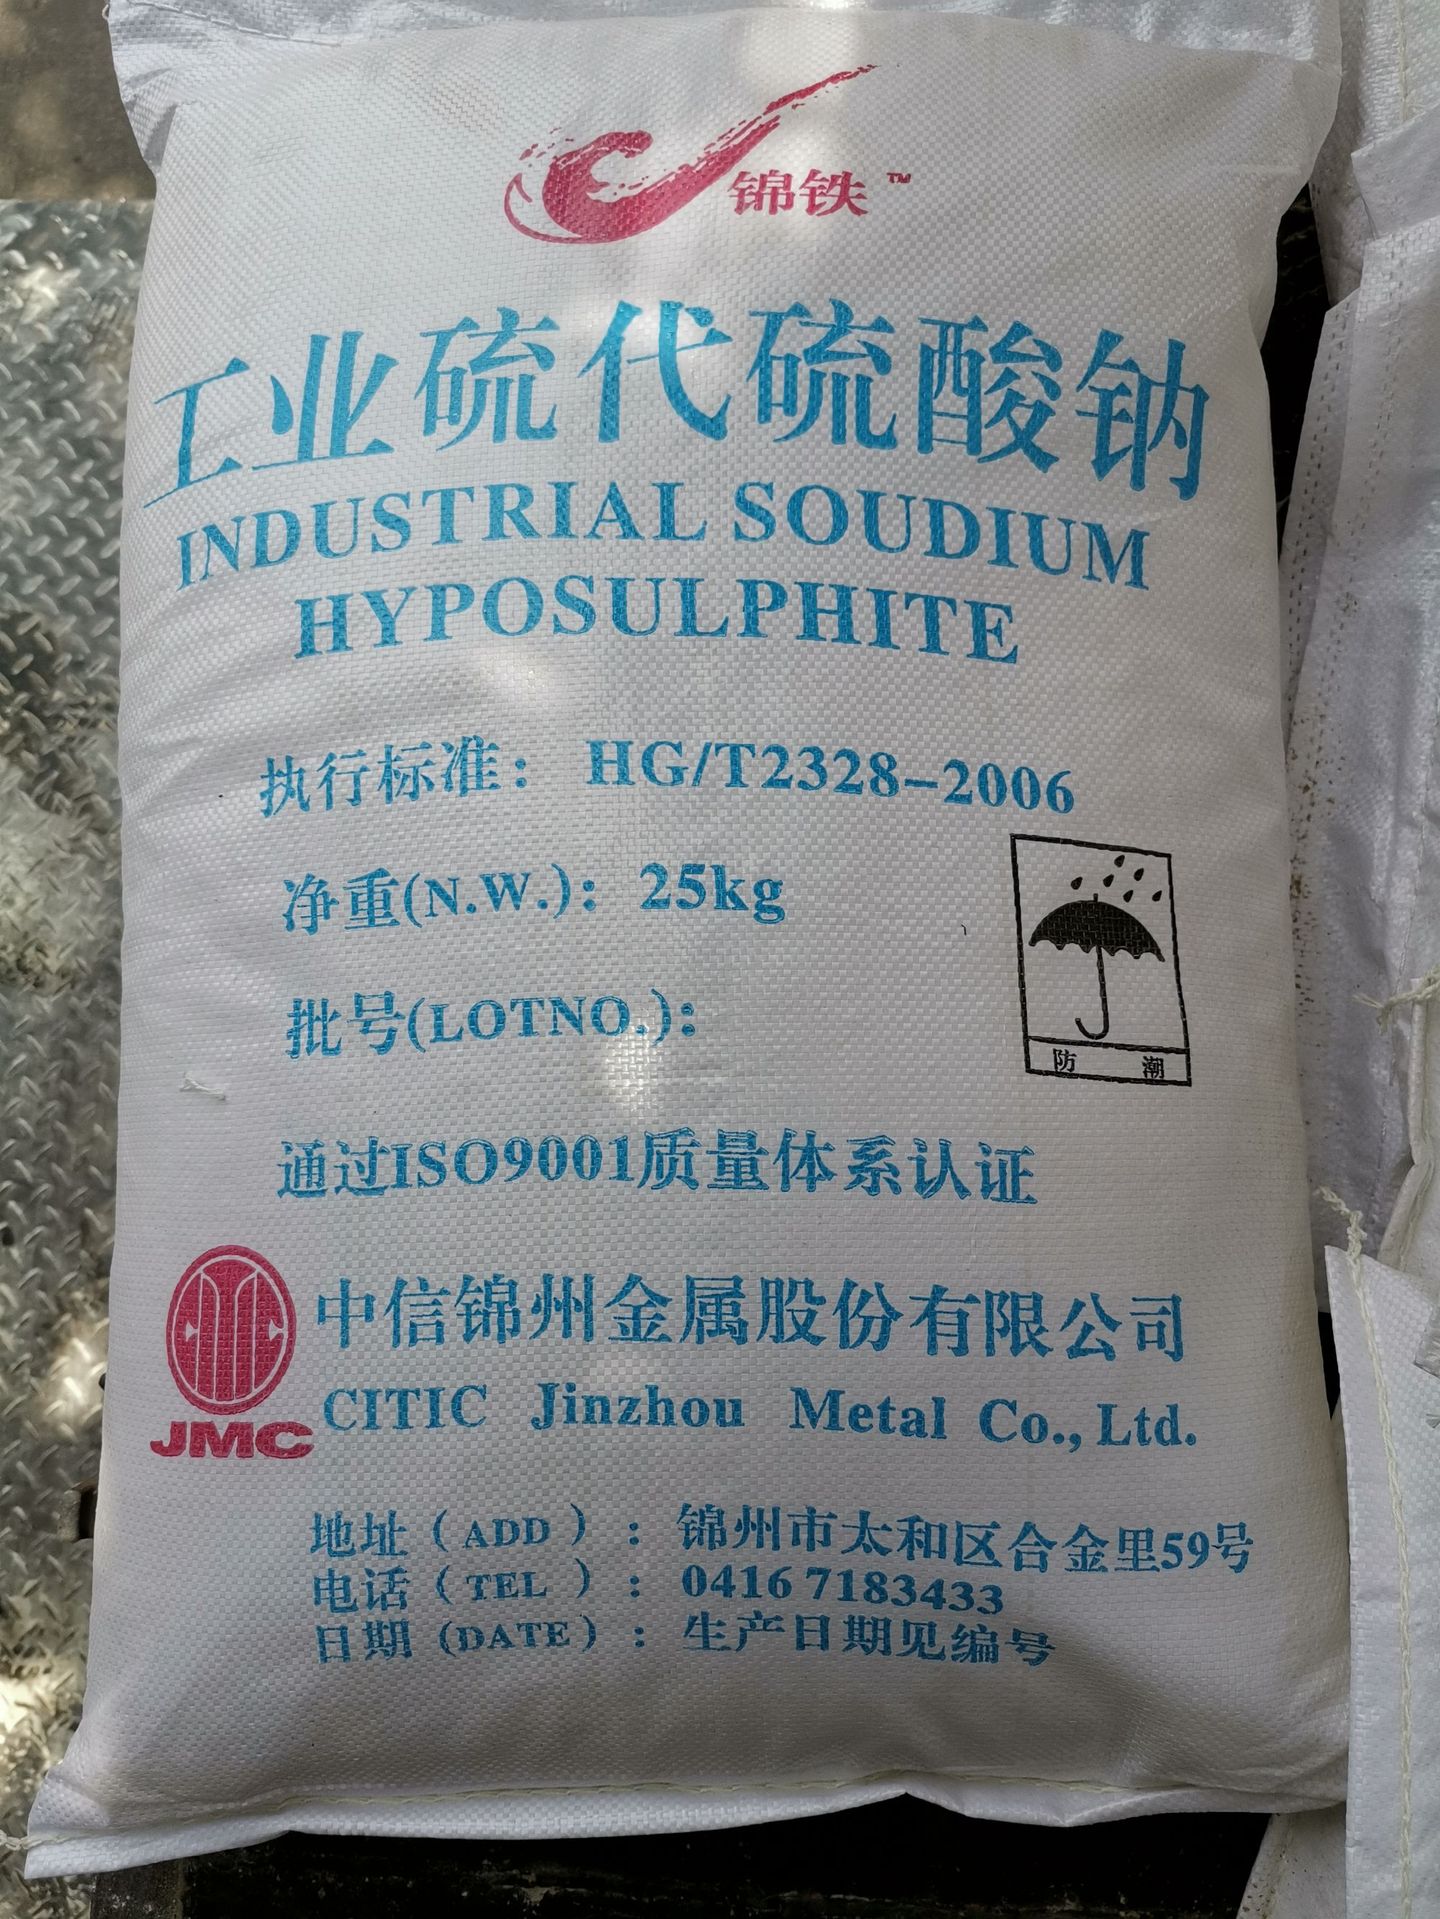 锦铁™
工业硫代硫酸钠
INDUSTRIAL SOUDIUM
HYPOSULPHITE
执行标准： HG/T2328-2006
净重(N.W.)：25kg
批号(LOTNO.)：
防 潮
通过ISO9001质量体系认证
JMC
中信锦州金属股份有限公司
CITIC Jinzhou Metal Co., Ltd.
地址（ADD）：锦州市太和区合金里59号
电话（TEL）：0416 7183433
日期（DATE）：生产日期见编号